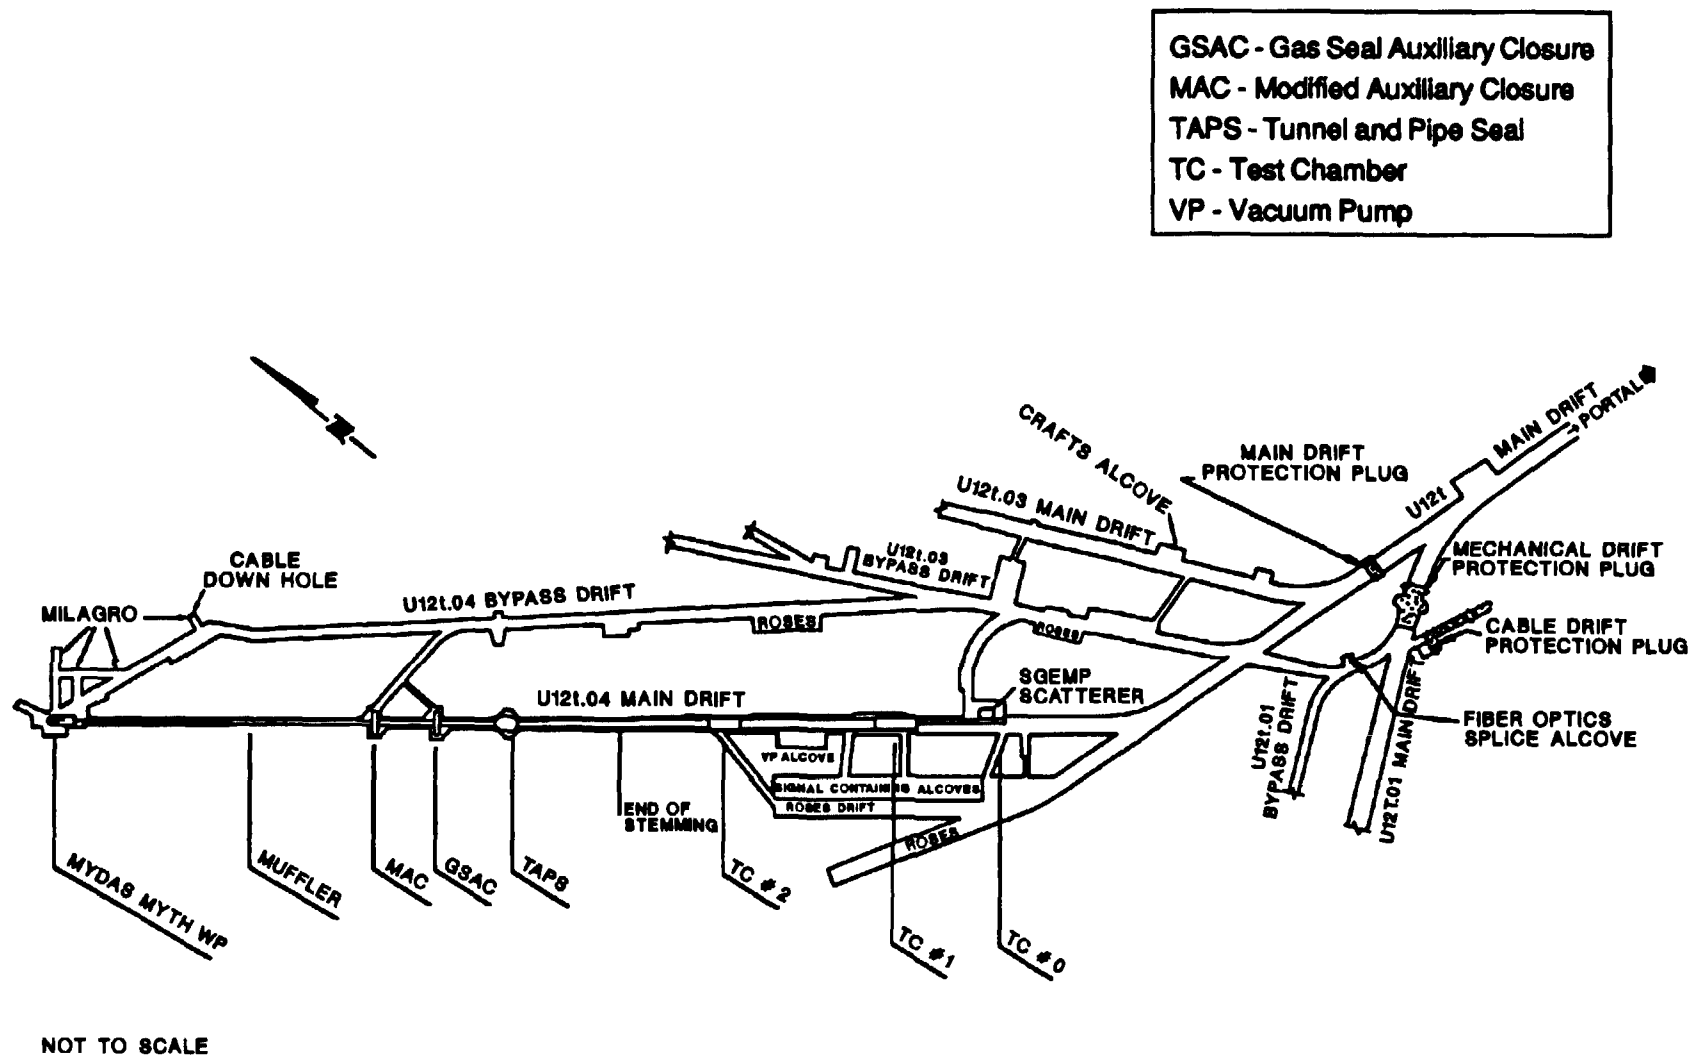 GSAC - Gas Seal Auxiliary Closure
MAC - Modified Auxiliary Closure
TAPS - Tunnel and Pipe Seal
TC - Test Chamber
VP - Vacuum Pump
N
CRAFTS ALCOVE
MAIN DRIFT
PROTECTION PLUG
MAIN DRIFT
→ PORTAL
U12t
U12t.03 MAIN DRIFT
U12t.03
BYPASS DRIFT
MECHANICAL DRIFT
PROTECTION PLUG
CABLE DRIFT
PROTECTION PLUG
CABLE
DOWN HOLE
MILAGRO
U12t.04 BYPASS DRIFT
ROSES
ROSES
U12t.04 MAIN DRIFT
SGEMP
SCATTERER
FIBER OPTICS
SPLICE ALCOVE
U12t.01
BYPASS DRIFT
U12T.01 MAIN DRIFT
VP ALCOVE
SIGNAL CONTAINING ALCOVES
ROSES DRIFT
ROSES
END OF
STEMMING
MYDAS MYTH WP
MUFFLER
MAC
GSAC
TAPS
TC #2
TC #1
TC #0
NOT TO SCALE